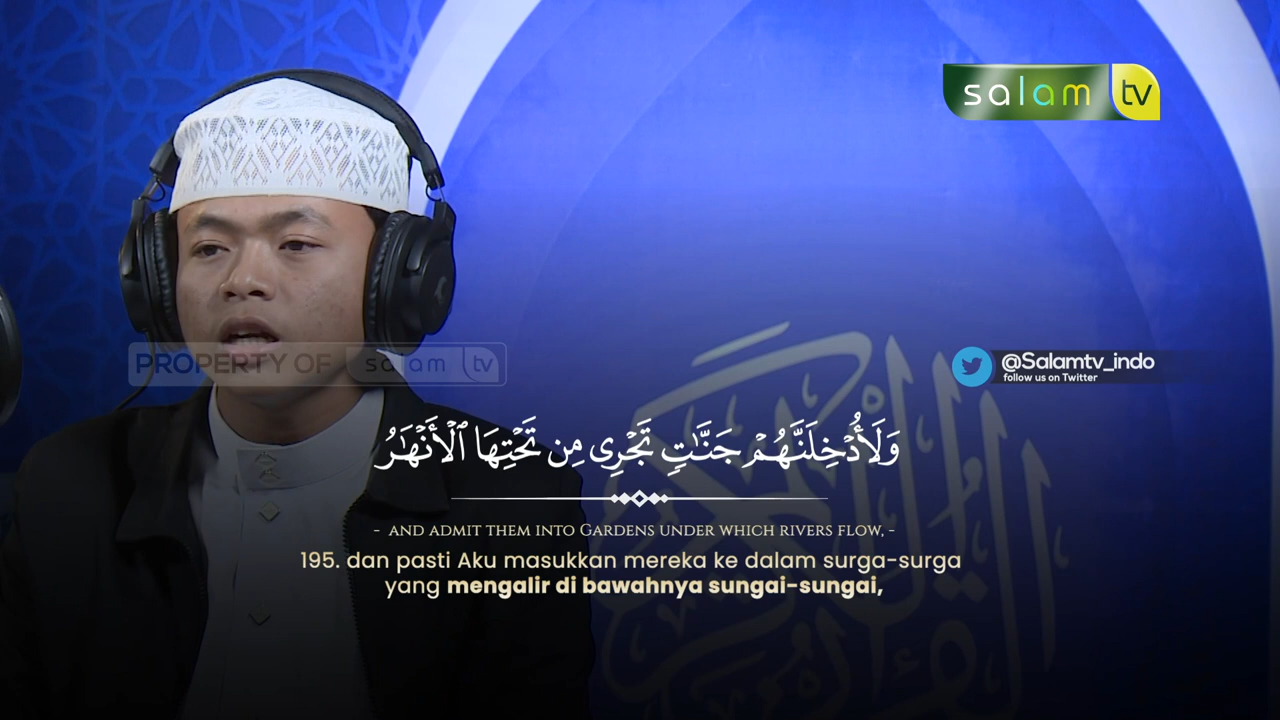 salam tv
PROPERTY OF salam tv
@Salamtv_indo
follow us on Twitter
وَلَأُدْخِلَنَّهُمْ جَنَّٰتٍ تَجْرِى مِن تَحْتِهَا ٱلْأَنْهَٰرُ
- AND ADMIT THEM INTO GARDENS UNDER WHICH RIVERS FLOW, -
195. dan pasti Aku masukkan mereka ke dalam surga-surga
yang mengalir di bawahnya sungai-sungai,